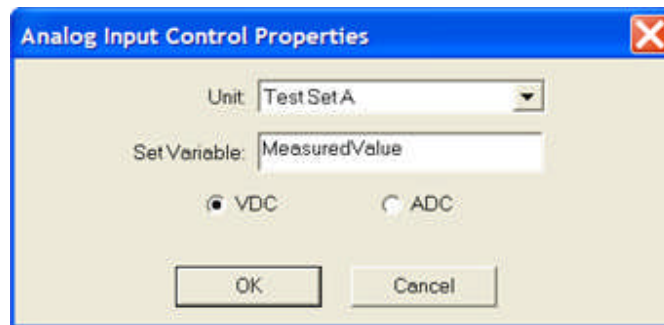 Analog Input Control Properties
Unit: Test Set A
Set Variable: MeasuredValue
VDC ADC
OK Cancel